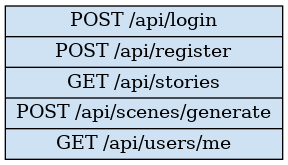 POST /api/login
POST /api/register
GET /api/stories
POST /api/scenes/generate
GET /api/users/me